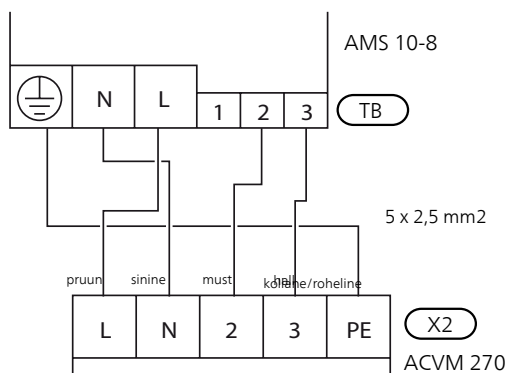 AMS 10-8
N L 1 2 3 TB
5 x 2,5 mm2
pruun sinine must hall kollane/roheline
L N 2 3 PE X2
ACVM 270